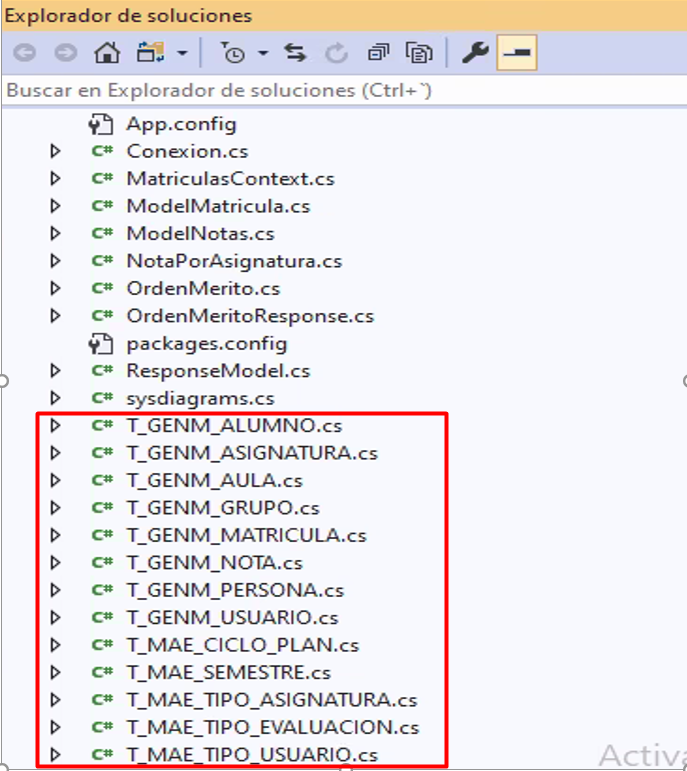 Explorador de soluciones
Buscar en Explorador de soluciones (Ctrl+`)
App.config
C# Conexion.cs
C# MatriculasContext.cs
C# ModelMatricula.cs
C# ModelNotas.cs
C# NotaPorAsignatura.cs
C# OrdenMerito.cs
C# OrdenMeritoResponse.cs
packages.config
C# ResponseModel.cs
C# sysdiagrams.cs
C# T_GENM_ALUMNO.cs
C# T_GENM_ASIGNATURA.cs
C# T_GENM_AULA.cs
C# T_GENM_GRUPO.cs
C# T_GENM_MATRICULA.cs
C# T_GENM_NOTA.cs
C# T_GENM_PERSONA.cs
C# T_GENM_USUARIO.cs
C# T_MAE_CICLO_PLAN.cs
C# T_MAE_SEMESTRE.cs
C# T_MAE_TIPO_ASIGNATURA.cs
C# T_MAE_TIPO_EVALUACION.cs
C# T_MAE_TIPO_USUARIO.cs
Activa